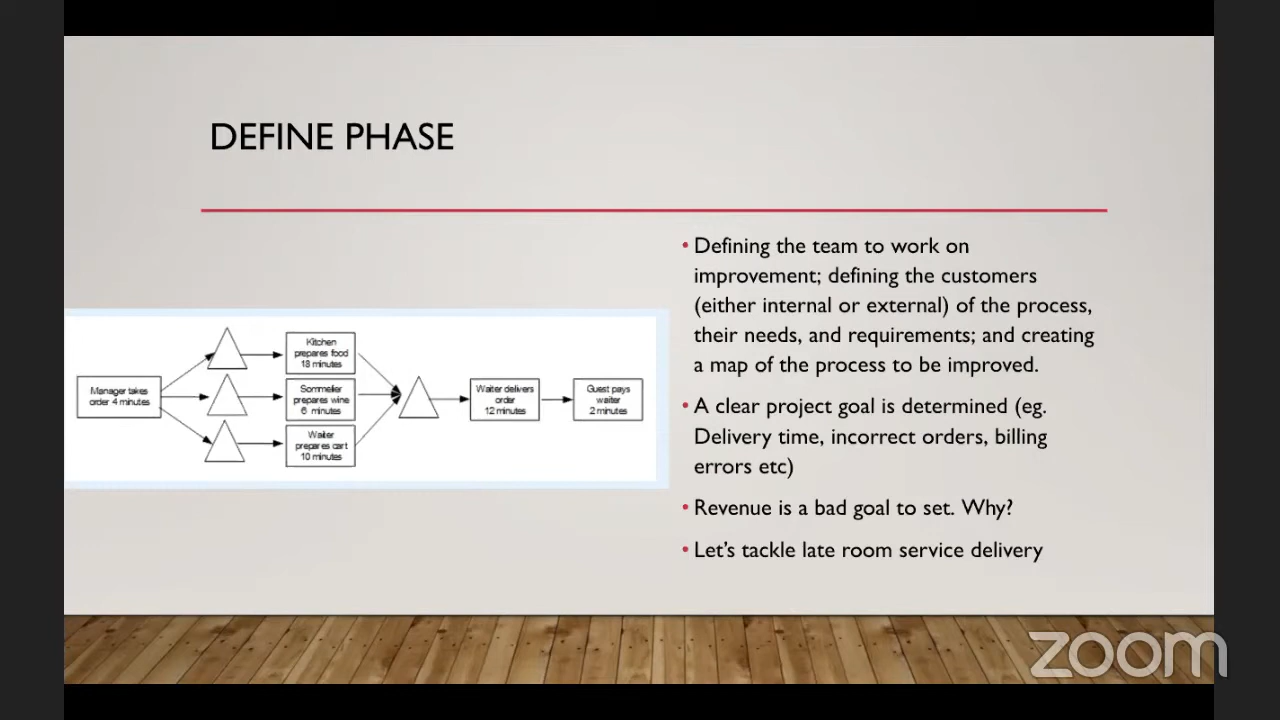 DEFINE PHASE
Manager takes
order 4 minutes
Kitchen
prepares food
18 minutes
Sommelier
prepares wine
6 minutes
Waiter
prepares cart
10 minutes
Waiter delivers
order
12 minutes
Guest pays
waiter
2 minutes
• Defining the team to work on
improvement; defining the customers
(either internal or external) of the process,
their needs, and requirements; and creating
a map of the process to be improved.
• A clear project goal is determined (eg.
Delivery time, incorrect orders, billing
errors etc)
• Revenue is a bad goal to set. Why?
• Let's tackle late room service delivery
zoom